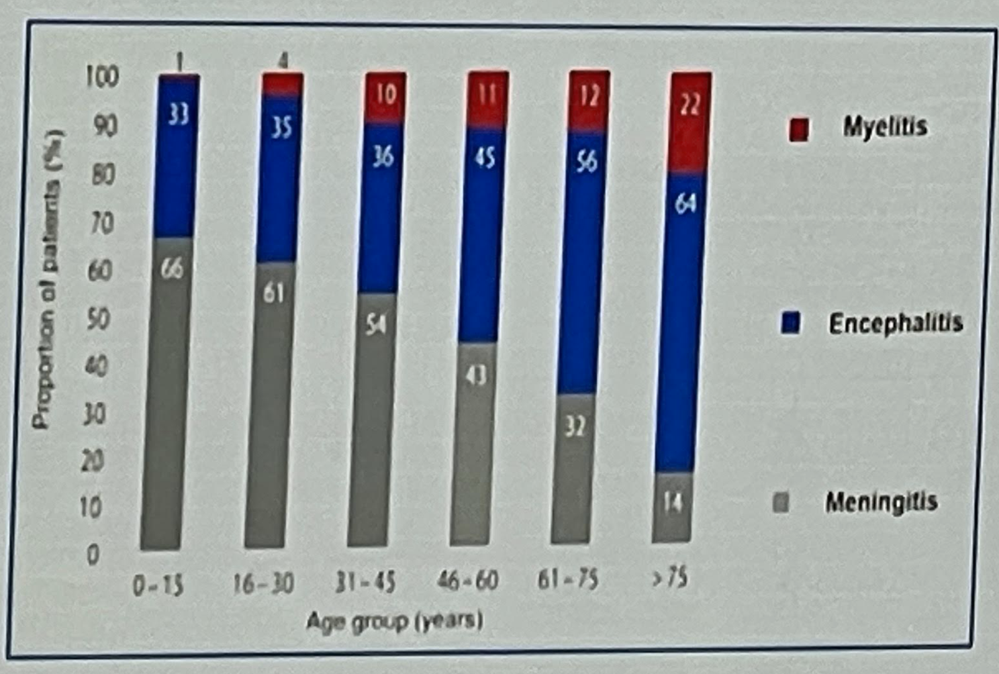 1 4
100 10 11 12 22
33 Myelitis
90 35
36 45 56
80 64
70
60 66
61
50 54 Encephalitis
40 43
30 32
20
10 14 Meningitis
0
0-15 16-30 31-45 46-60 61-75 >75
Age group (years)
Proportion of patients (%)